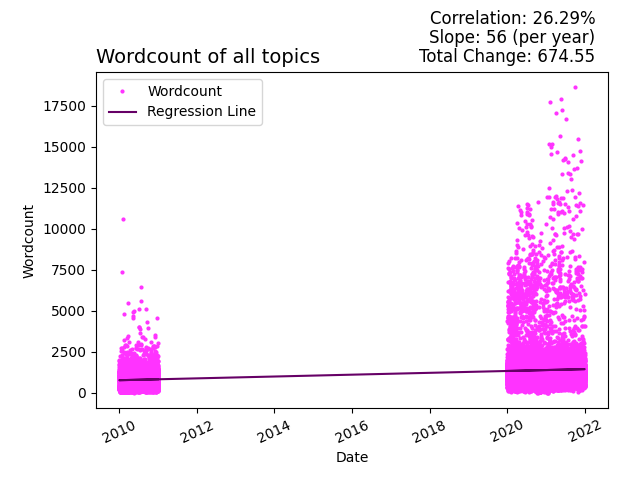 Correlation: 26.29%
Slope: 56 (per year)
Wordcount of all topics
Total Change: 674.55
Wordcount
Regression Line
17500
15000
12500
10000
7500
5000
2500
0
Wordcount
2010
2012
2014
2016
2018
2020
2022
Date